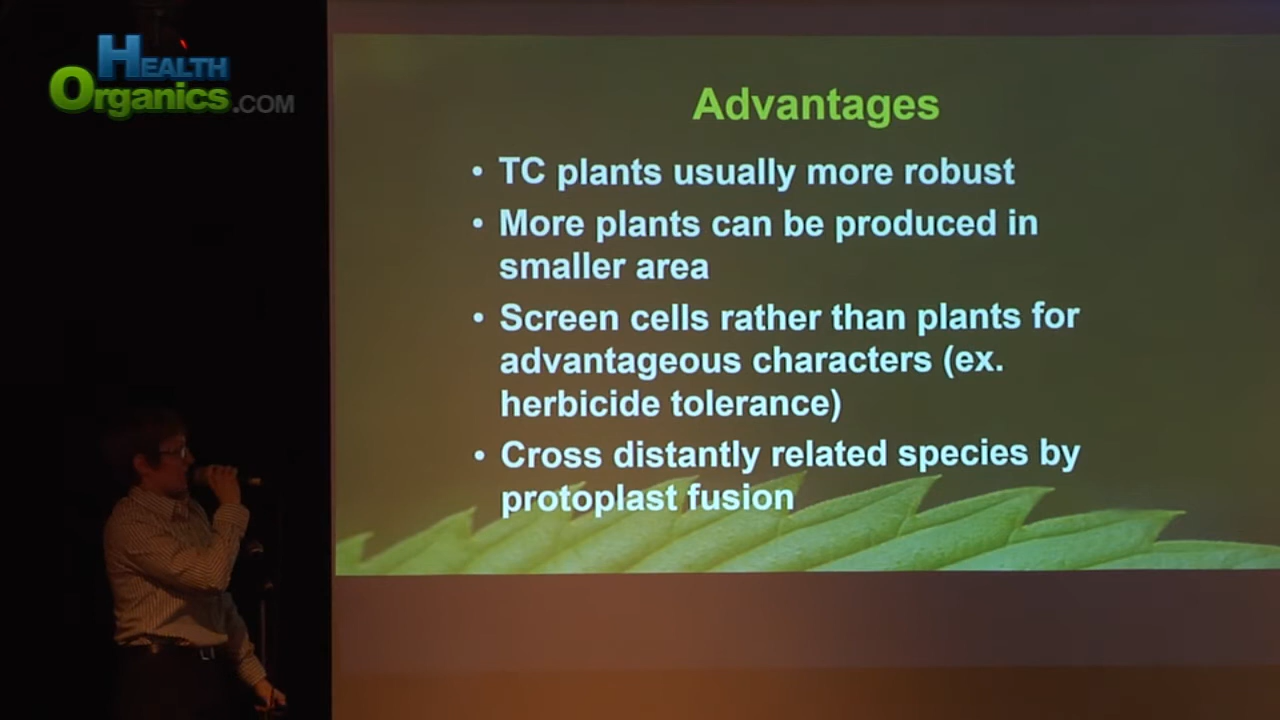 Health
Organics.com
Advantages
• TC plants usually more robust
• More plants can be produced in
smaller area
• Screen cells rather than plants for
advantageous characters (ex.
herbicide tolerance)
• Cross distantly related species by
protoplast fusion